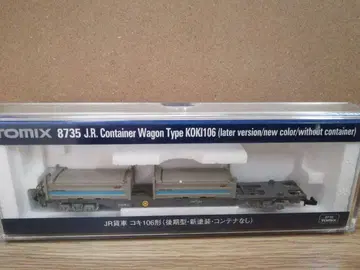 TOMIX 8735 J.R. Container Wagon Type KOKI106 (later version/new color/without container)
JR貨車 コキ106形(後期型・新塗装・コンテナなし)
TOMIX